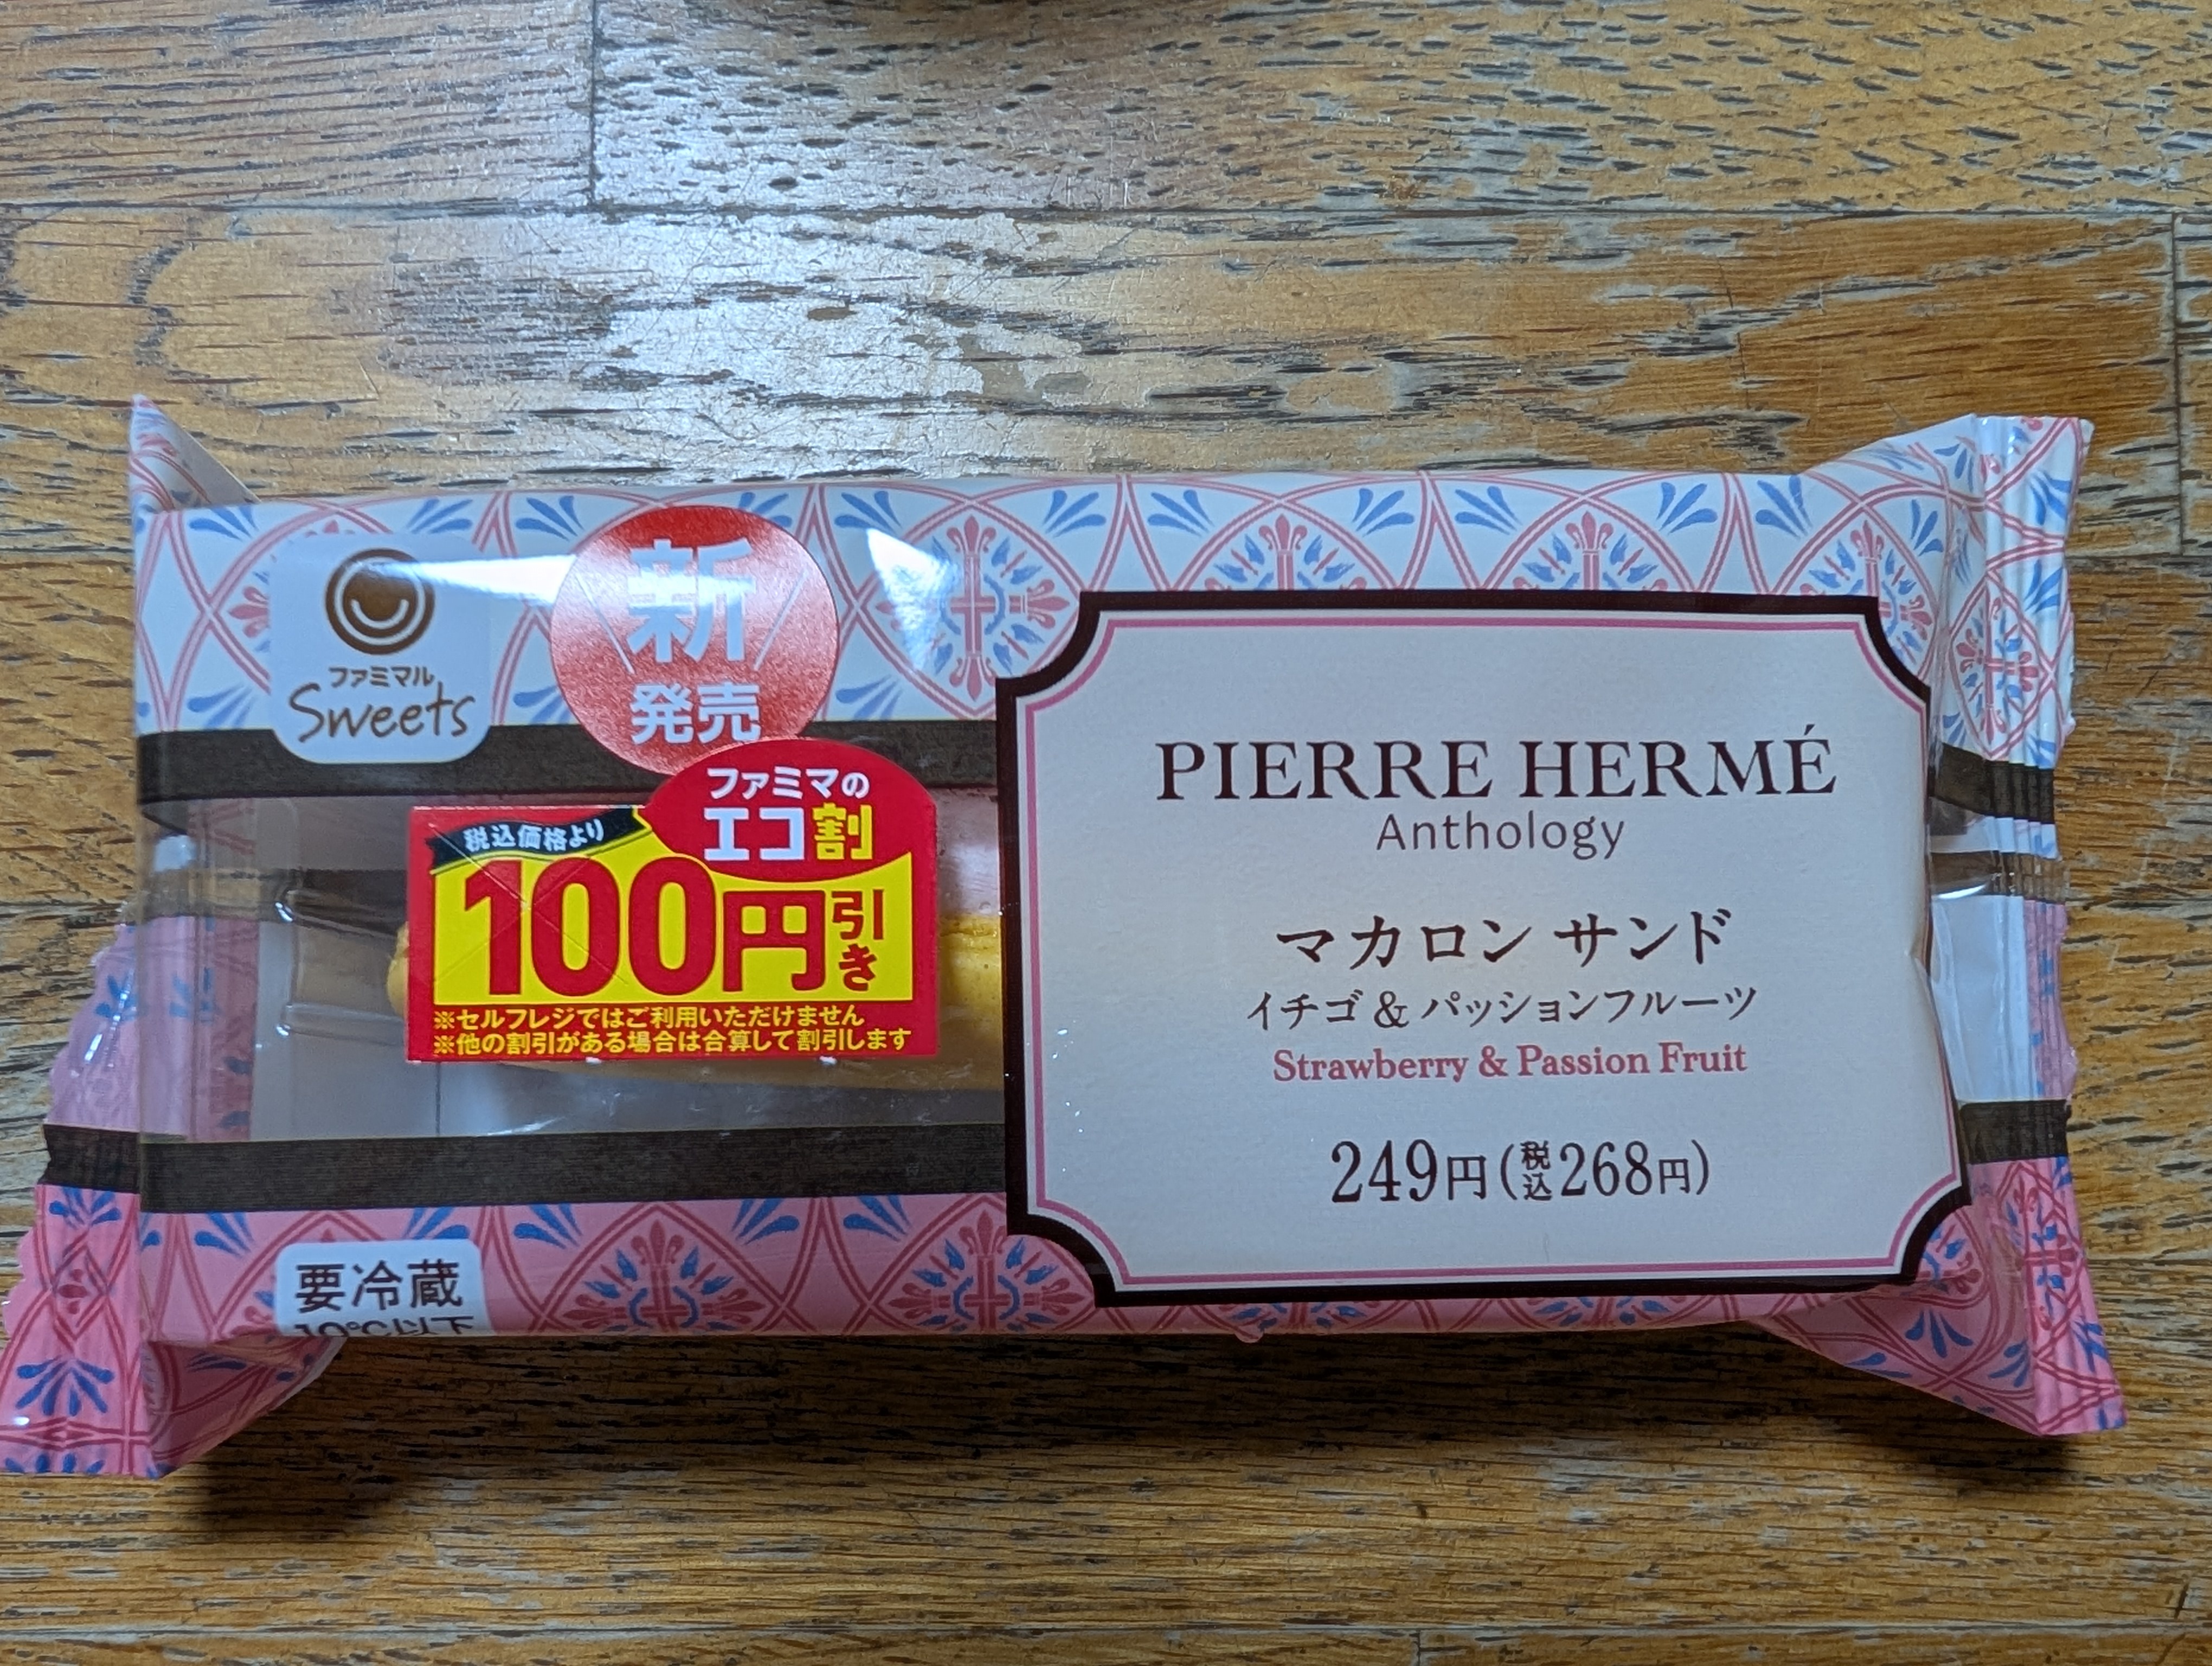 ファミマル
Sweets
新
発売
ファミマの
エコ割
税込価格より
100円引き
※セルフレジではご利用いただけません
※他の割引がある場合は合算して割引します
PIERRE HERMÉ
Anthology
マカロン サンド
イチゴ & パッションフルーツ
Strawberry & Passion Fruit
249円(税込268円)
要冷蔵
10℃以下